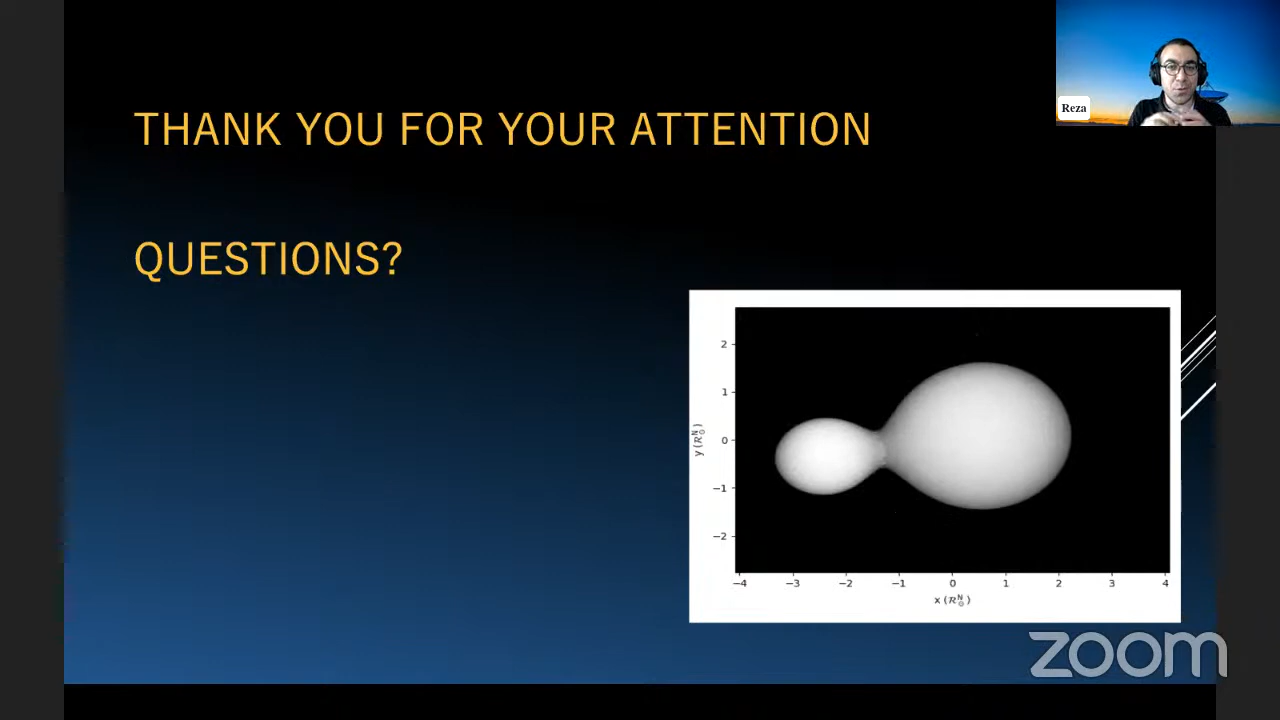 Reza
THANK YOU FOR YOUR ATTENTION
QUESTIONS?
2
1
0
−1
−2
y (R☉ᴺ)
−4 −3 −2 −1 0 1 2 3 4
x (R☉ᴺ)
zoom